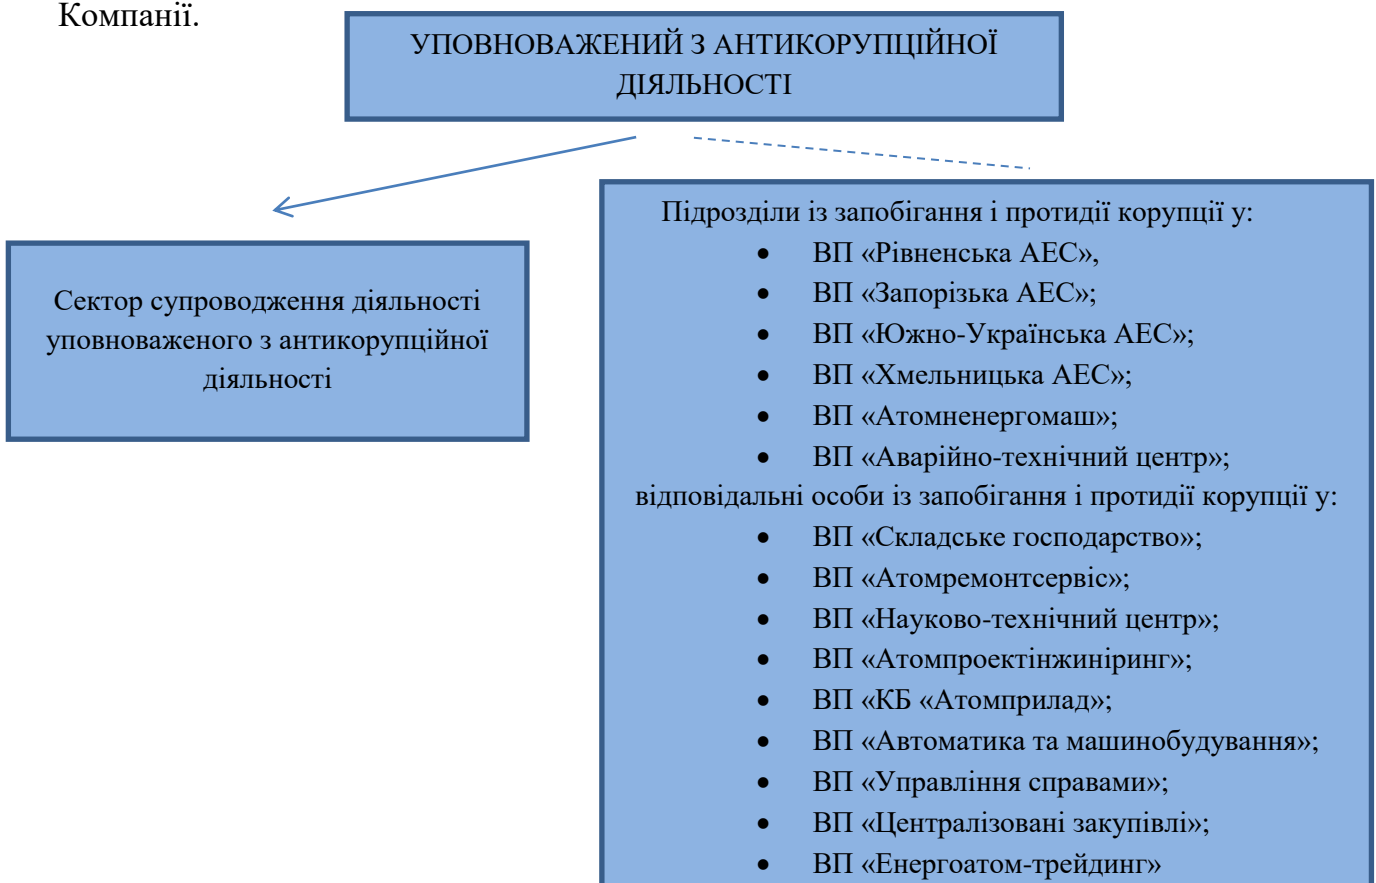 Компанії.
УПОВНОВАЖЕНИЙ З АНТИКОРУПЦІЙНОЇ
ДІЯЛЬНОСТІ
Сектор супроводження діяльності
уповноваженого з антикорупційної
діяльності
Підрозділи із запобігання і протидії корупції у:
• ВП «Рівненська АЕС»,
• ВП «Запорізька АЕС»;
• ВП «Южно-Українська АЕС»;
• ВП «Хмельницька АЕС»;
• ВП «Атомненергомаш»;
• ВП «Аварійно-технічний центр»;
відповідальні особи із запобігання і протидії корупції у:
• ВП «Складське господарство»;
• ВП «Атомремонтсервіс»;
• ВП «Науково-технічний центр»;
• ВП «Атомпроектінжиніринг»;
• ВП «КБ «Атомприлад»;
• ВП «Автоматика та машинобудування»;
• ВП «Управління справами»;
• ВП «Централізовані закупівлі»;
• ВП «Енергоатом-трейдинг»